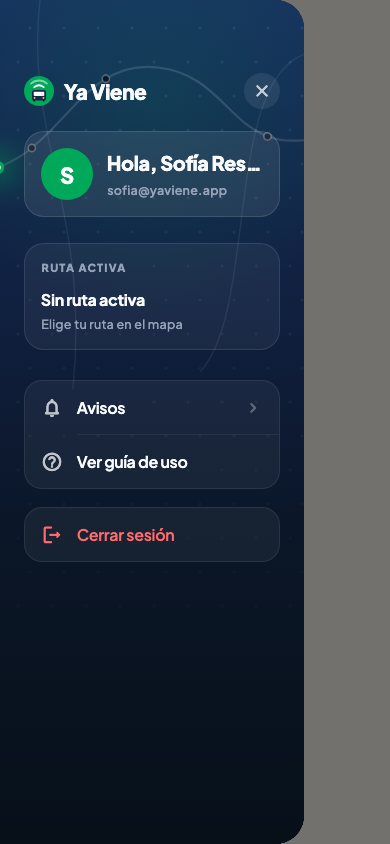 Ya Viene
S
Hola, Sofía Res...
sofia@yaviene.app
RUTA ACTIVA
Sin ruta activa
Elige tu ruta en el mapa
Avisos
Ver guía de uso
Cerrar sesión